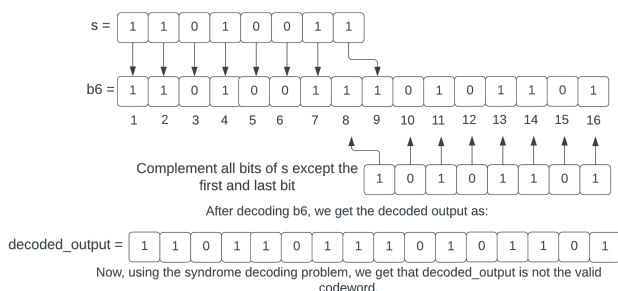 s = 1 1 0 1 0 0 1 1
b6 = 1 1 0 1 0 0 1 1 1 0 1 0 1 1 0 1
1 2 3 4 5 6 7 8 9 10 11 12 13 14 15 16
Complement all bits of s except the
first and last bit
1 0 1 0 1 1 0 1
After decoding b6, we get the decoded output as:
decoded_output = 1 1 0 1 1 0 1 1 1 0 1 0 1 1 0 1
Now, using the syndrome decoding problem, we get that decoded_output is not the valid
codeword.